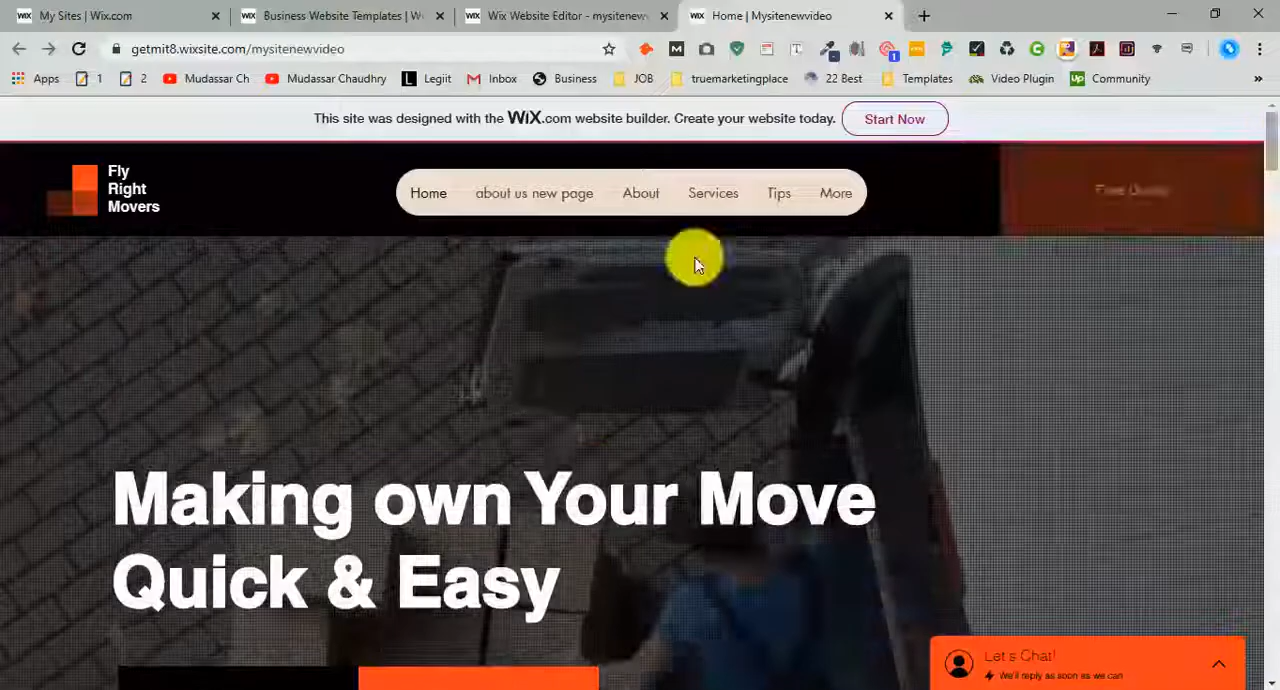 My Sites | Wix.com
Business Website Templates | W
Wix Website Editor - mysitenew
Home | Mysitenewvideo
getmit8.wixsite.com/mysitenewvideo
Apps
1
2
Mudassar Ch
Mudassar Chaudhry
Legit
Inbox
Business
JOB
truemarketingplace
22 Best
Templates
Video Plugin
Community
This site was designed with the WiX.com website builder. Create your website today.
Start Now
Fly
Right
Movers
Home
about us new page
About
Services
Tips
More
Free Quote
Making own Your Move
Quick & Easy
Let's Chat!
We'll reply as soon as we can